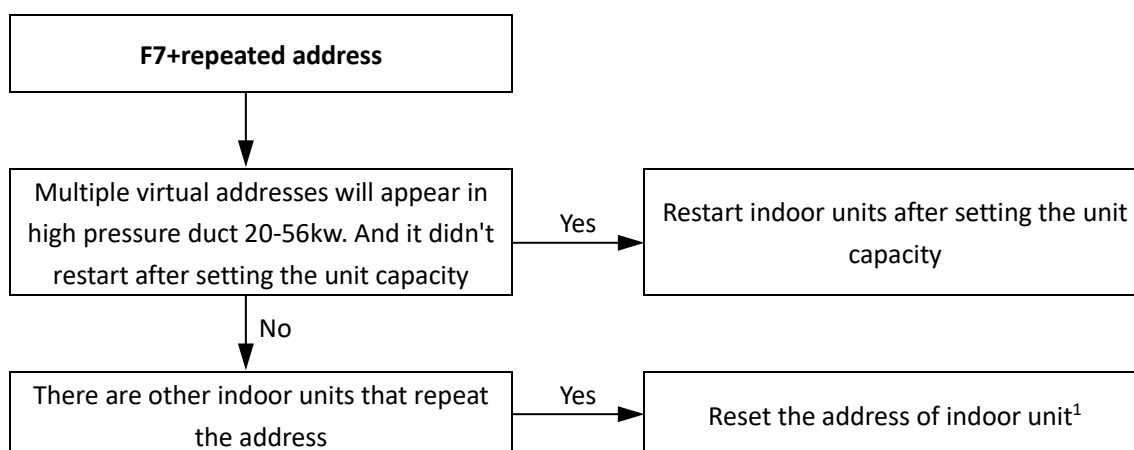 F7+repeated address
Multiple virtual addresses will appear in
high pressure duct 20-56kw. And it didn't
restart after setting the unit capacity
Yes
Restart indoor units after setting the unit
capacity
No
There are other indoor units that repeat
the address
Yes
Reset the address of indoor unit¹